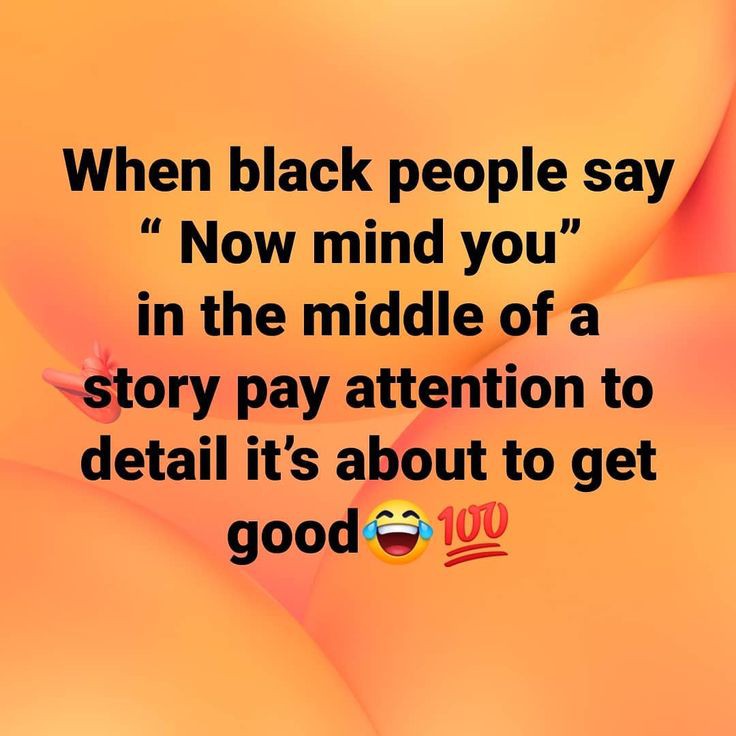 When black people say
“ Now mind you”
in the middle of a
story pay attention to
detail it’s about to get
good😂💯